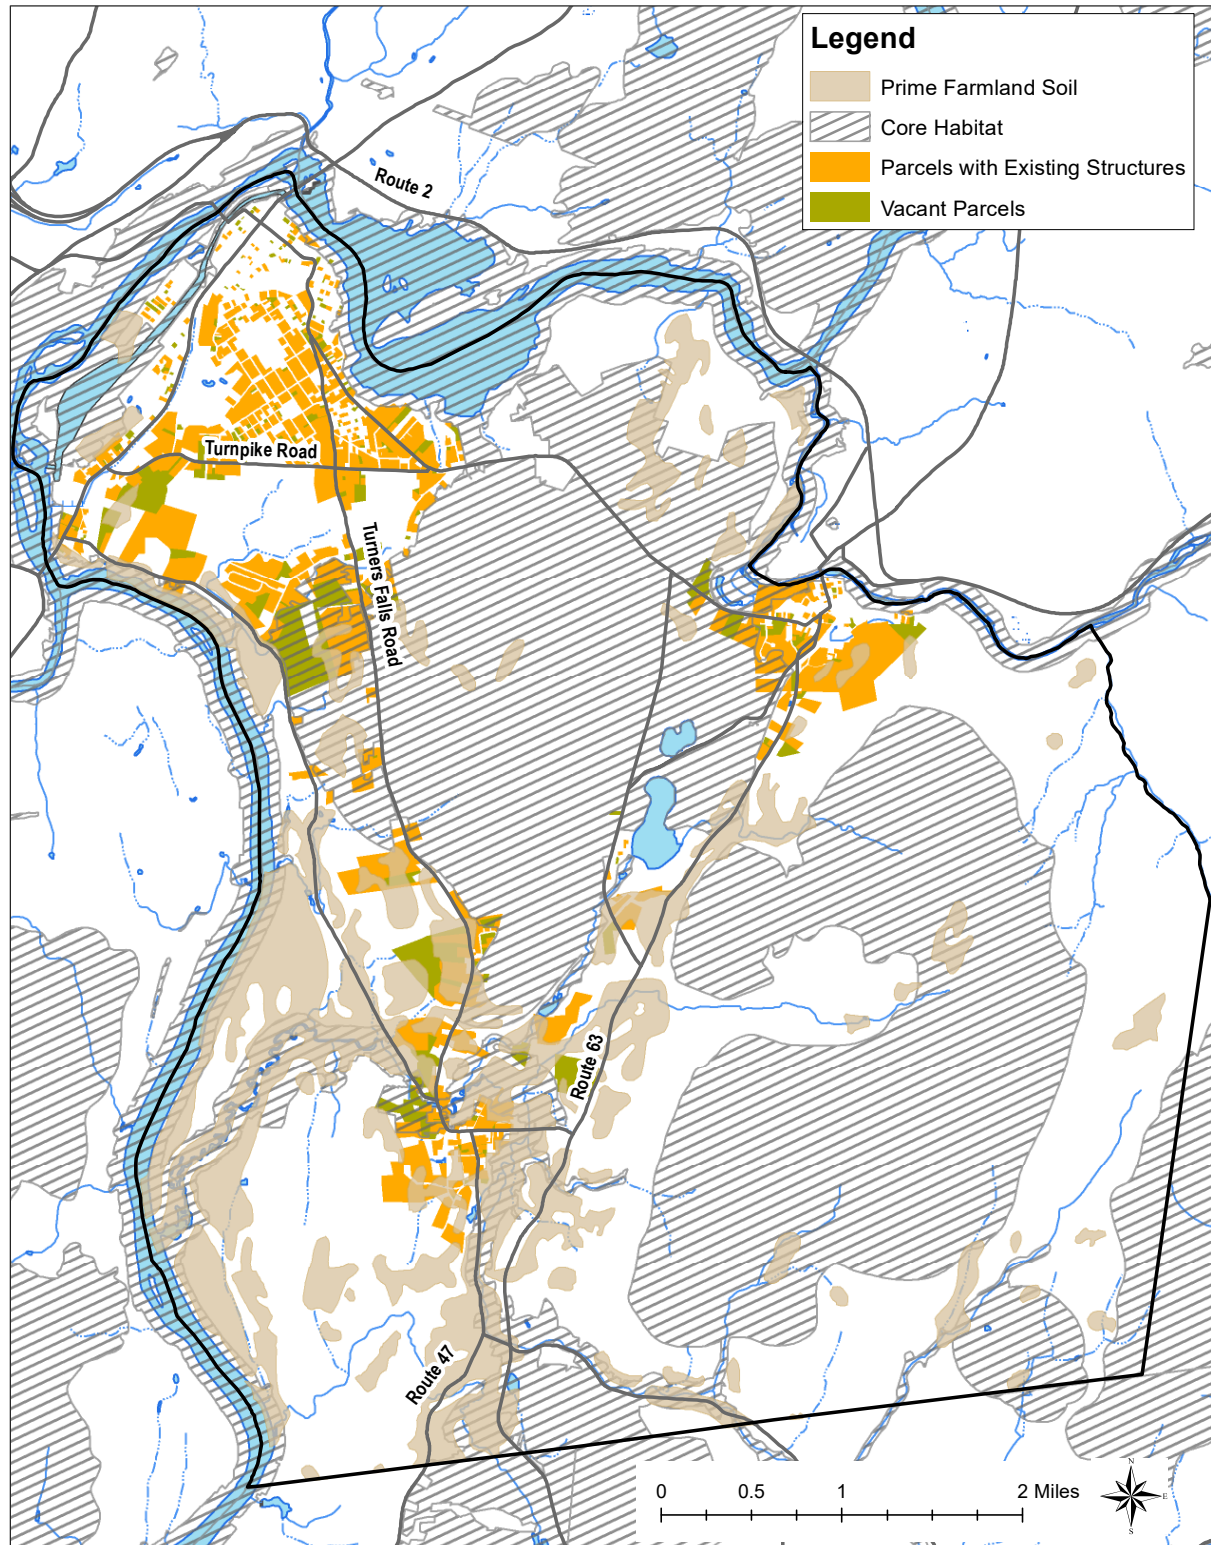 Legend
Prime Farmland Soil
Core Habitat
Parcels with Existing Structures
Vacant Parcels
Route 2
Turnpike Road
Turners Falls Road
Route 63
Route 47
0 0.5 1 2 Miles
N
E
S